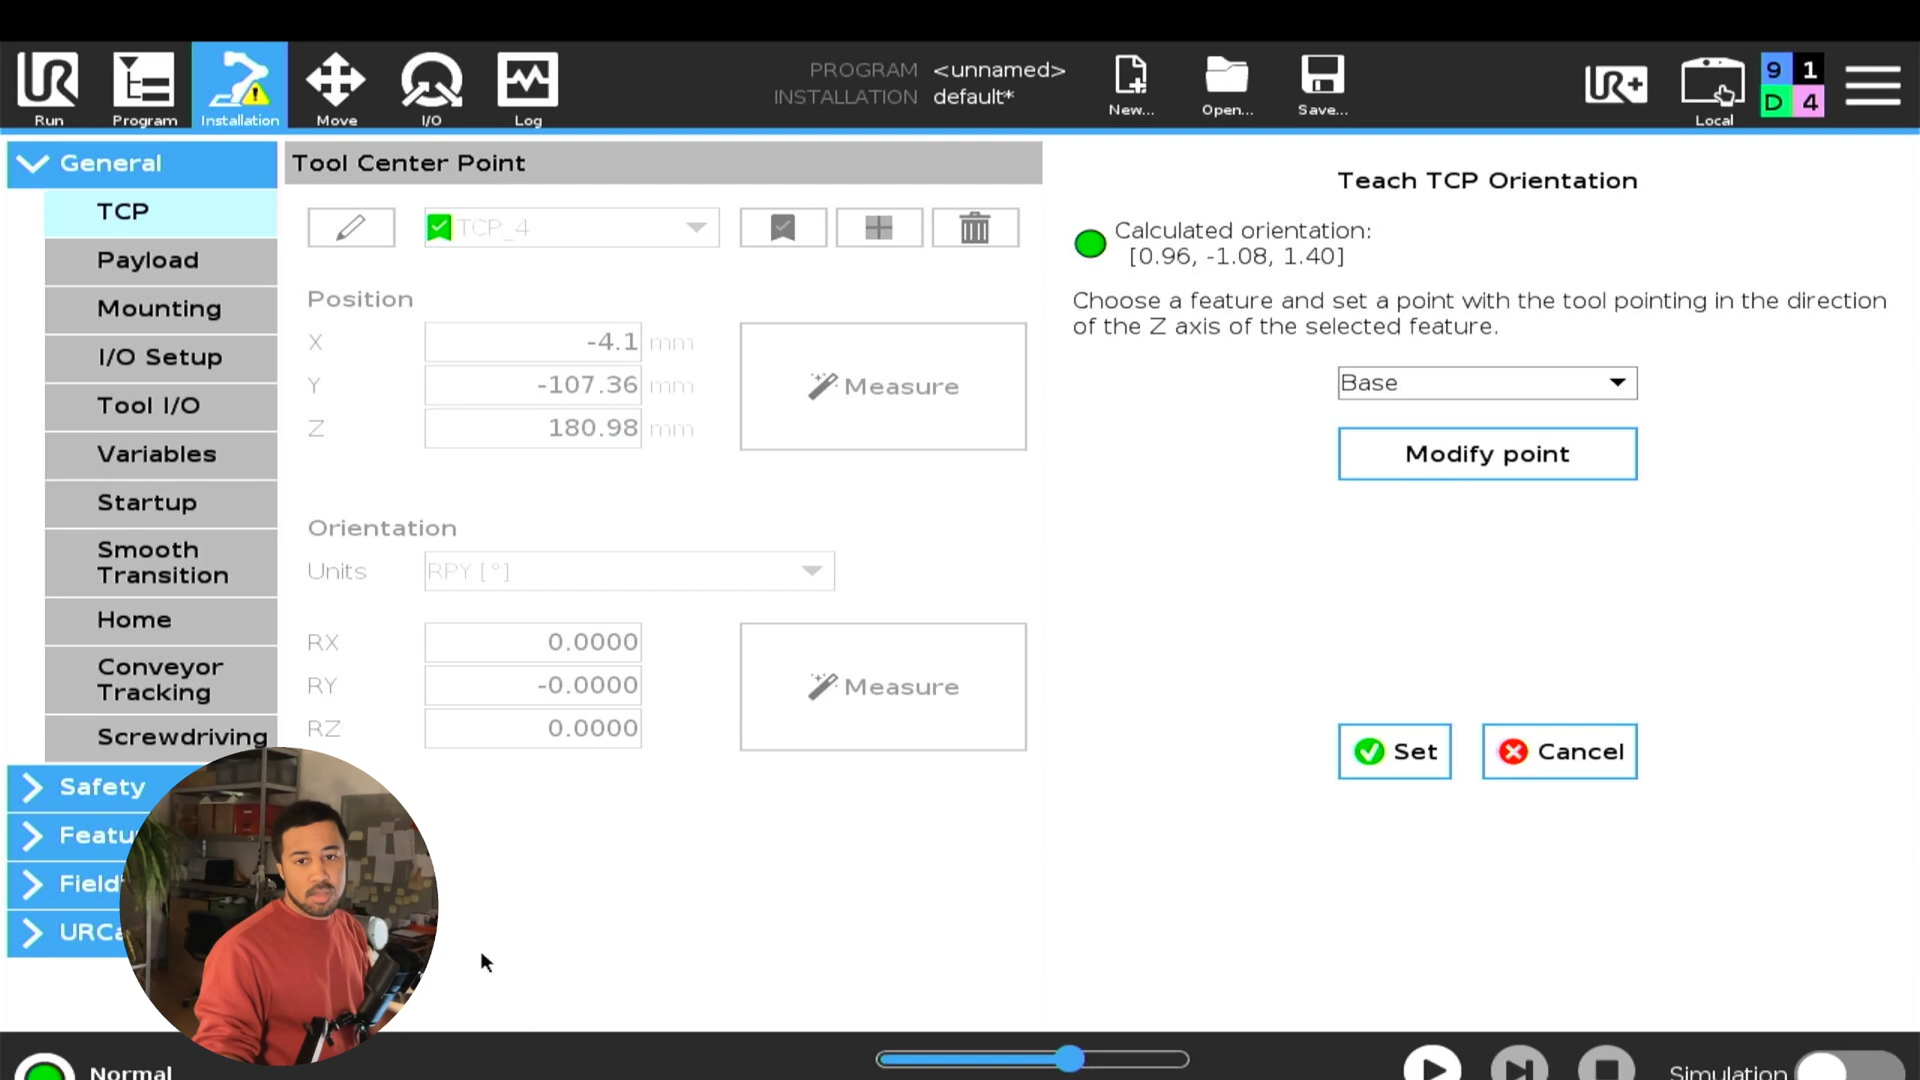 PROGRAM <unnamed>
INSTALLATION default*
Run
Program
Installation
Move
I/O
Log
New...
Open...
Save...
UR+
Local
9 1
D 4
General
TCP
Payload
Mounting
I/O Setup
Tool I/O
Variables
Startup
Smooth
Transition
Home
Conveyor
Tracking
Screwdriving
Safety
Featu
Field
URCa
Tool Center Point
TCP_4
Position
X -4.1 mm
Y -107.36 mm
Z 180.98 mm
Measure
Orientation
Units RPY [°]
RX 0.0000
RY -0.0000
RZ 0.0000
Measure
Teach TCP Orientation
Calculated orientation:
[0.96, -1.08, 1.40]
Choose a feature and set a point with the tool pointing in the direction
of the Z axis of the selected feature.
Base
Modify point
Set
Cancel
Normal
Simulation